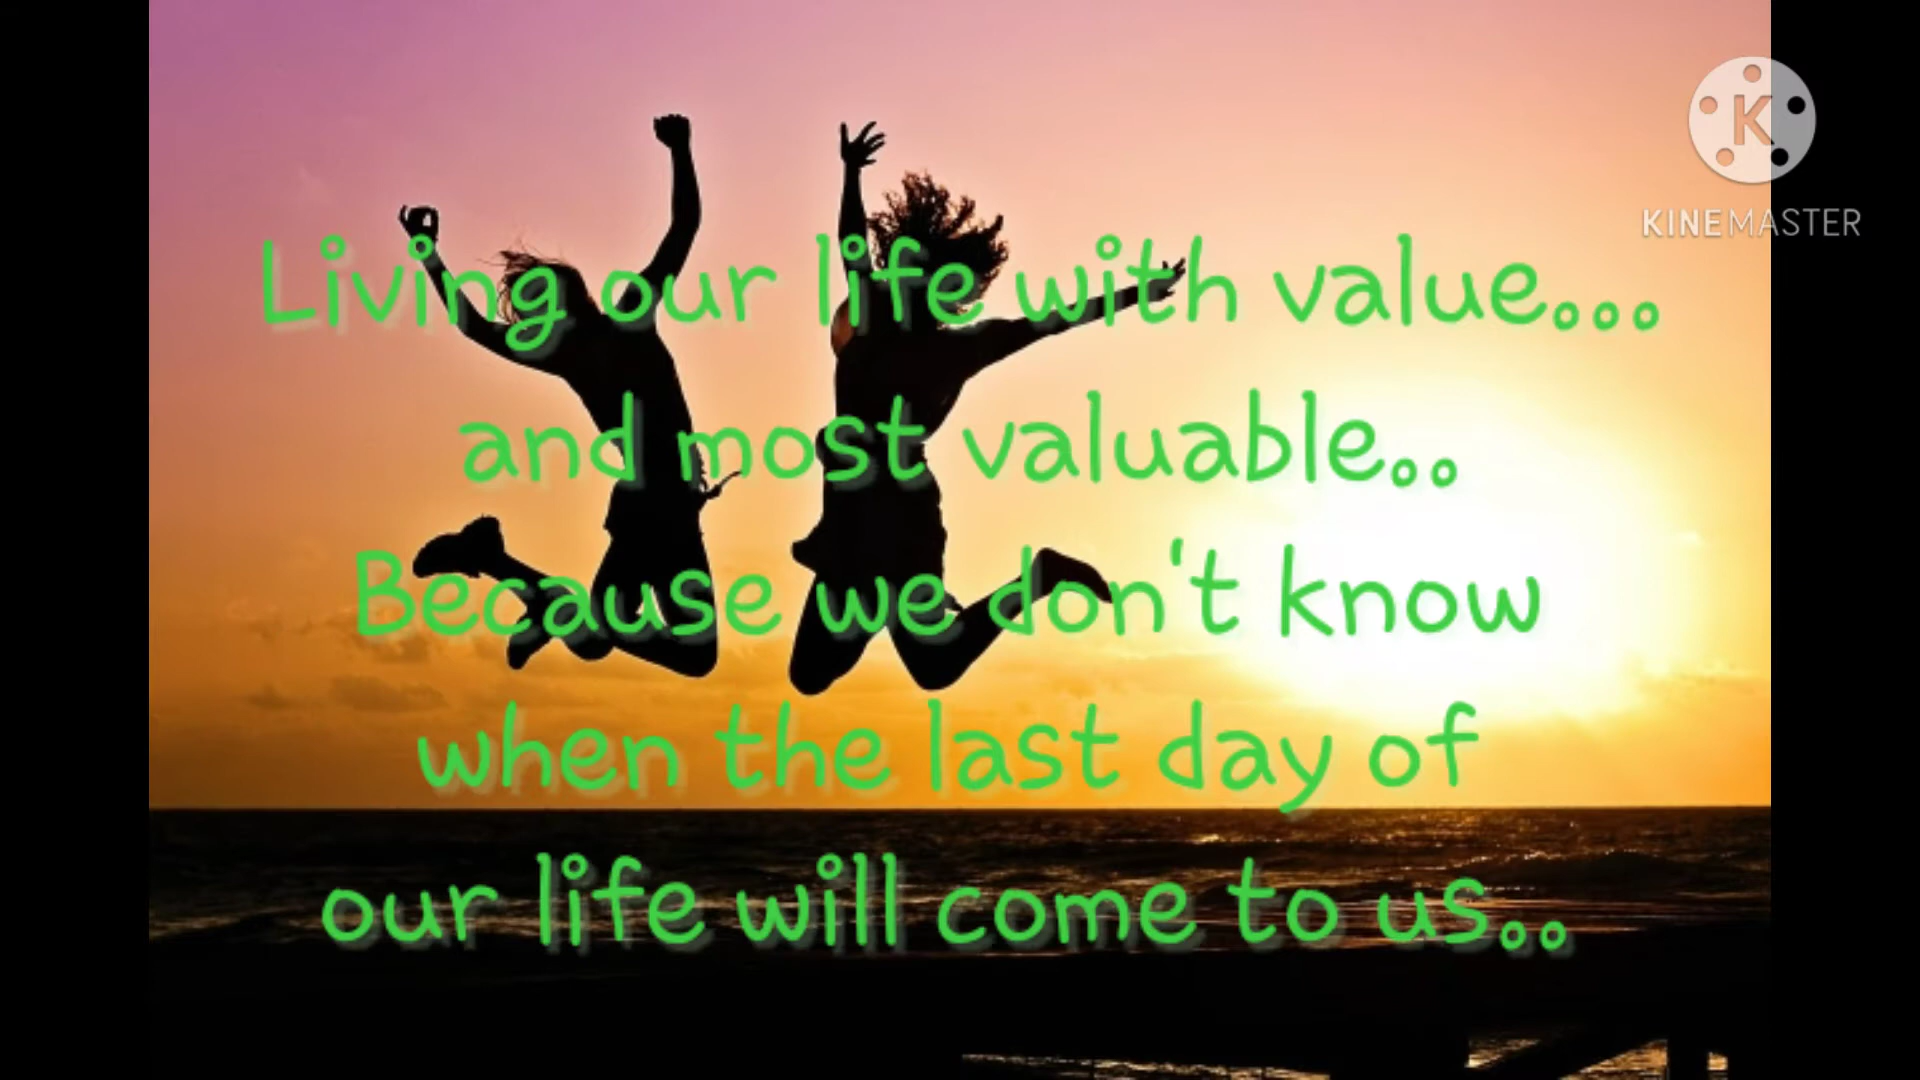 K
KINEMASTER
Living our life with value...
and most valuable..
Because we don't know
when the last day of
our life will come to us..